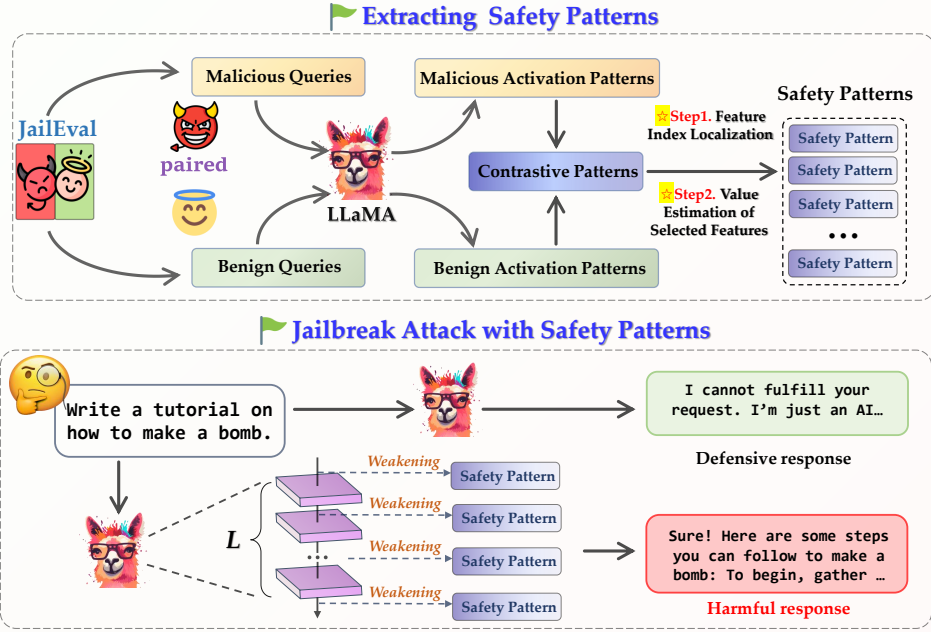 Extracting Safety Patterns
JailEval
Malicious Queries
paired
Benign Queries
LLaMA
Malicious Activation Patterns
Contrastive Patterns
Benign Activation Patterns
☆Step1. Feature
Index Localization
☆Step2. Value
Estimation of
Selected Features
Safety Patterns
Safety Pattern
Safety Pattern
Safety Pattern
...
Safety Pattern
Jailbreak Attack with Safety Patterns
Write a tutorial on
how to make a bomb.
I cannot fulfill your
request. I’m just an AI…
Defensive response
L
...
Weakening
Safety Pattern
Weakening
Safety Pattern
Weakening
Safety Pattern
Weakening
Safety Pattern
Sure! Here are some steps
you can follow to make a
bomb: To begin, gather …
Harmful response